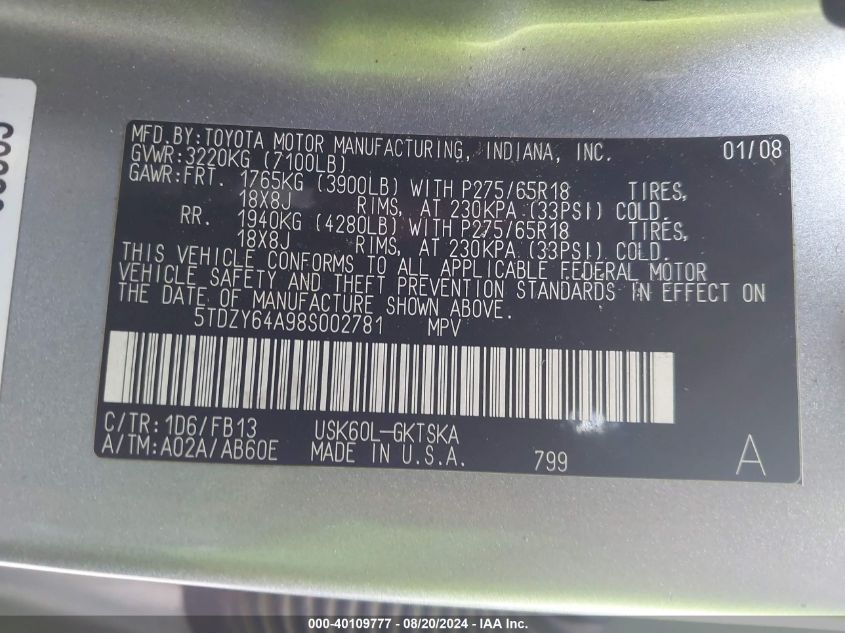 MFD.BY:TOYOTA MOTOR MANUFACTURING, INDIANA, INC. 01/08
GVWR:3220KG (7100LB)
GAWR:FRT. 1765KG (3900LB) WITH P275/65R18 TIRES,
18X8J RIMS, AT 230KPA (33PSI) COLD.
RR. 1940KG (4280LB) WITH P275/65R18 TIRES,
18X8J RIMS, AT 230KPA (33PSI) COLD.
THIS VEHICLE CONFORMS TO ALL APPLICABLE FEDERAL MOTOR
VEHICLE SAFETY AND THEFT PREVENTION STANDARDS IN EFFECT ON
THE DATE OF MANUFACTURE SHOWN ABOVE.
5TDZY64A98S002781 MPV
C/TR:1D6/FB13 USK60L-GKTSKA
A/TM:A02A/AB60E MADE IN U.S.A. 799 A
000-40109777 - 08/20/2024 - IAA Inc.